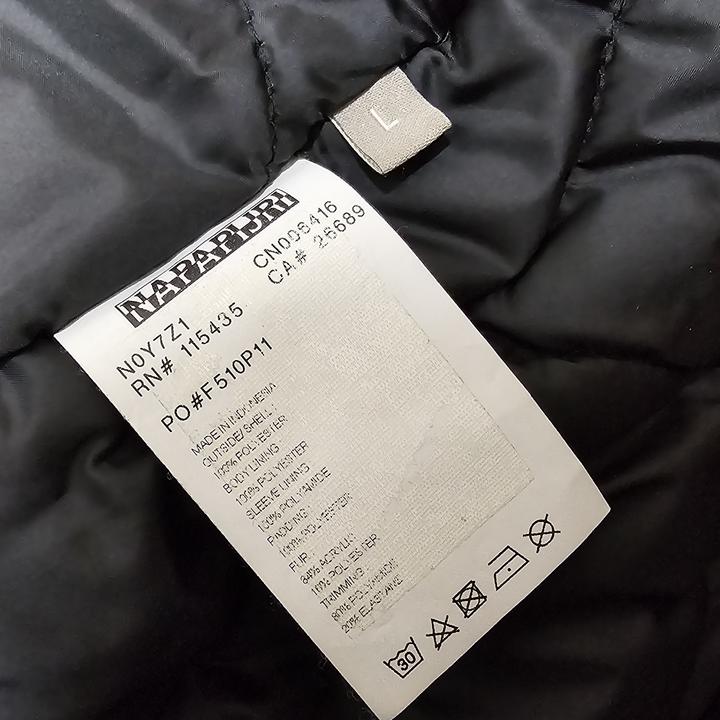 L
NAPAPIJRI
CN006416
CA# 26689
N0Y7Z1
RN# 115435
PO#F510P11
MADE IN INDONESIA
OUTSIDE/SHELL:
100% POLYESTER
BODY LINING:
100% POLYESTER
SLEEVE LINING:
100% POLYAMIDE
PADDING:
100% POLYESTER
FUR:
84% ACRYLIC
16% POLYESTER
TRIMMING:
80% POLYAMIDE
20% ELASTANE
30